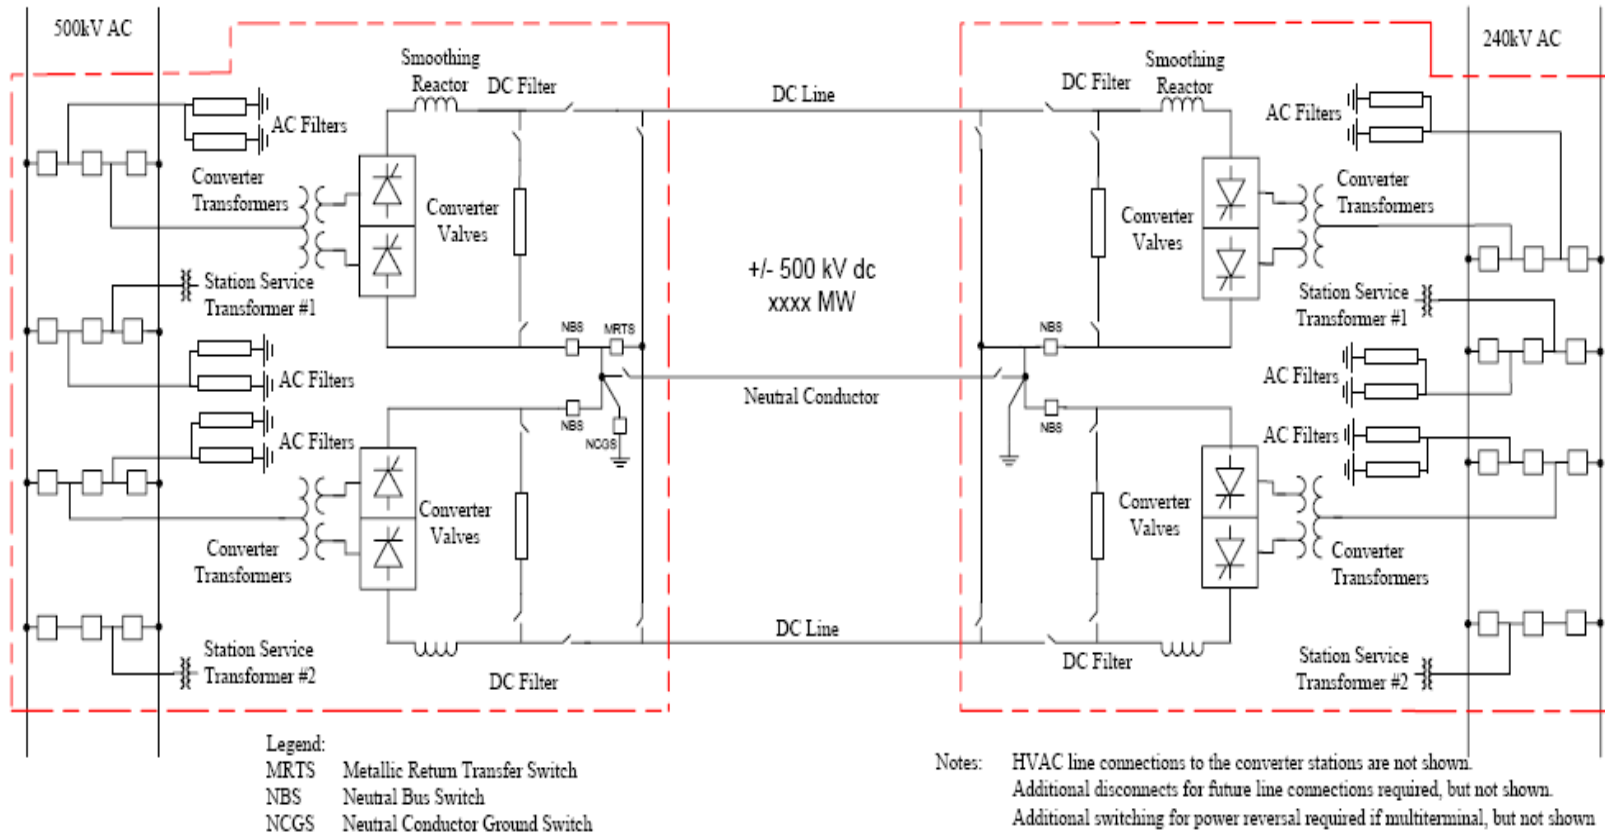 500kV AC
240kV AC
Smoothing
Reactor
DC Filter
DC Line
DC Filter
Smoothing
Reactor
AC Filters
AC Filters
Converter
Transformers
Converter
Valves
Converter
Valves
Converter
Transformers
+/- 500 kV dc
xxxx MW
Station Service
Transformer #1
Station Service
Transformer #1
NBS
MRTS
NBS
AC Filters
AC Filters
Neutral Conductor
NBS
NCGS
NBS
AC Filters
AC Filters
Converter
Valves
Converter
Valves
Converter
Transformers
Converter
Transformers
DC Line
Station Service
Transformer #2
DC Filter
DC Filter
Station Service
Transformer #2
Legend:
MRTS Metallic Return Transfer Switch
NBS Neutral Bus Switch
NCGS Neutral Conductor Ground Switch
Notes: HVAC line connections to the converter stations are not shown.
Additional disconnects for future line connections required, but not shown.
Additional switching for power reversal required if multiterminal, but not shown